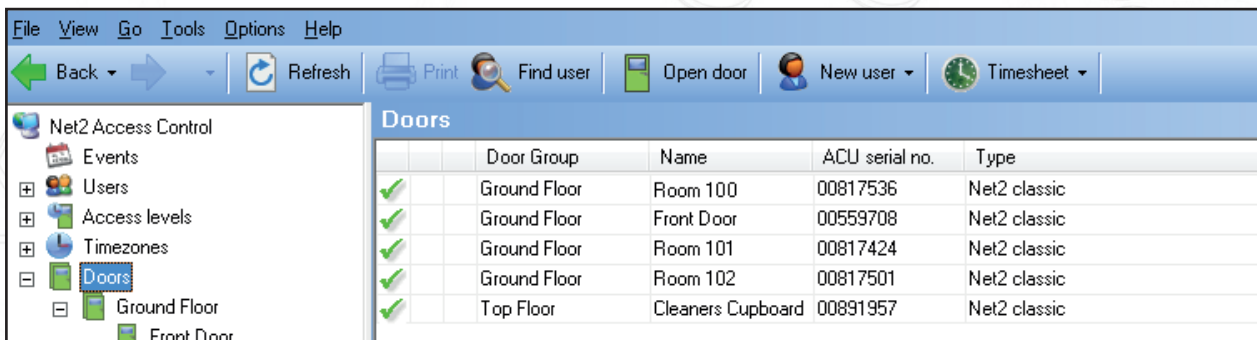 File View Go Tools Options Help
Back Refresh Print Find user Open door New user Timesheet
Net2 Access Control
Events
Users
Access levels
Timezones
Doors
Ground Floor
Front Door
Doors
Door Group Name ACU serial no. Type
Ground Floor Room 100 00817536 Net2 classic
Ground Floor Front Door 00559708 Net2 classic
Ground Floor Room 101 00817424 Net2 classic
Ground Floor Room 102 00817501 Net2 classic
Top Floor Cleaners Cupboard 00891957 Net2 classic